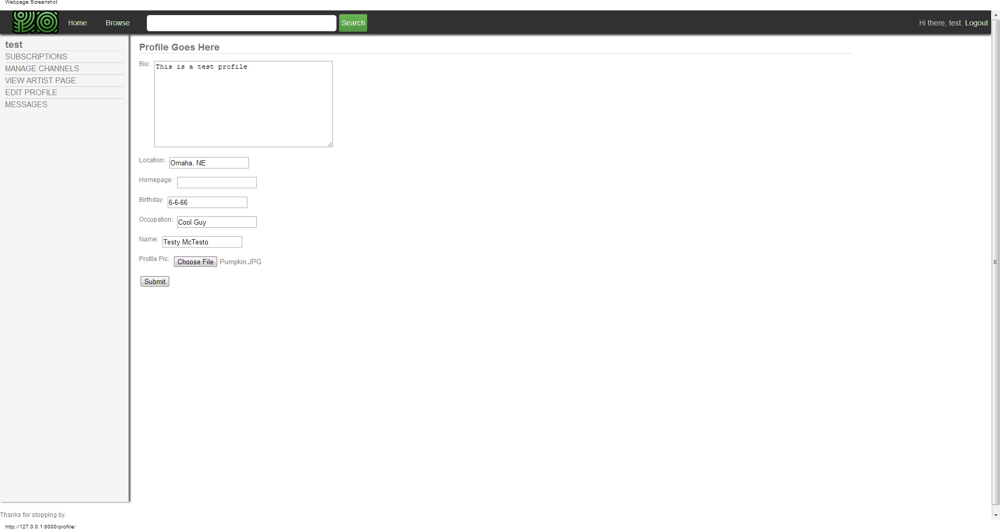 Webpage Screenshot
Home Browse Search Hi there, test. Logout
test
SUBSCRIPTIONS
MANAGE CHANNELS
VIEW ARTIST PAGE
EDIT PROFILE
MESSAGES
Profile Goes Here
Bio: This is a test profile
Location: Omaha, NE
Homepage:
Birthday: 6-6-66
Occupation: Cool Guy
Name: Testy McTesto
Profile Pic: Choose File Pumpkin.JPG
Submit
Thanks for stopping by.
http://127.0.0.1:8000/profile/